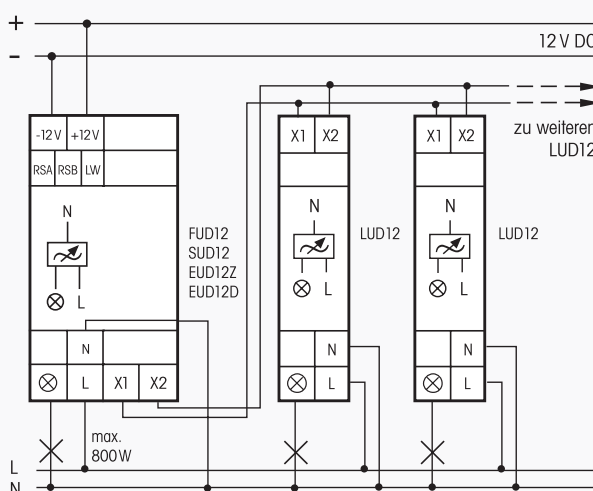 +
12 V DC
-
-12V +12V
RSA RSB LW
N
L
N
L X1 X2
FUD12
SUD12
EUD12Z
EUD12D
X1 X2
N
L
LUD12
N
L
X1 X2
N
L
LUD12
N
L
zu weiteren
LUD12
max.
800W
L
N